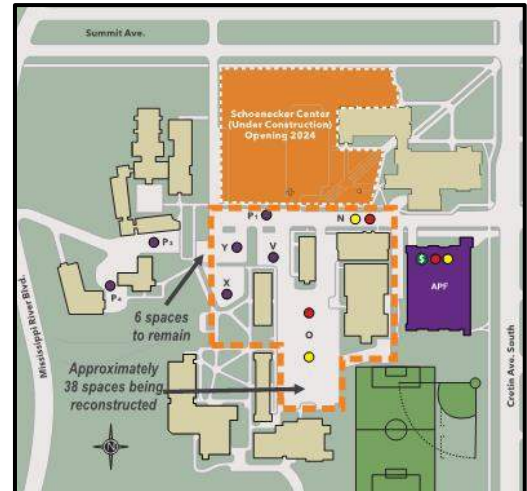 Summit Ave.
Schoenecker Center
(Under Construction)
Opening 2024
P₁
N
P₃
Y
V
$
APF
X
P₄
6 spaces
to remain
Mississippi River Blvd.
Cretin Ave. South
Approximately
38 spaces being
reconstructed
N